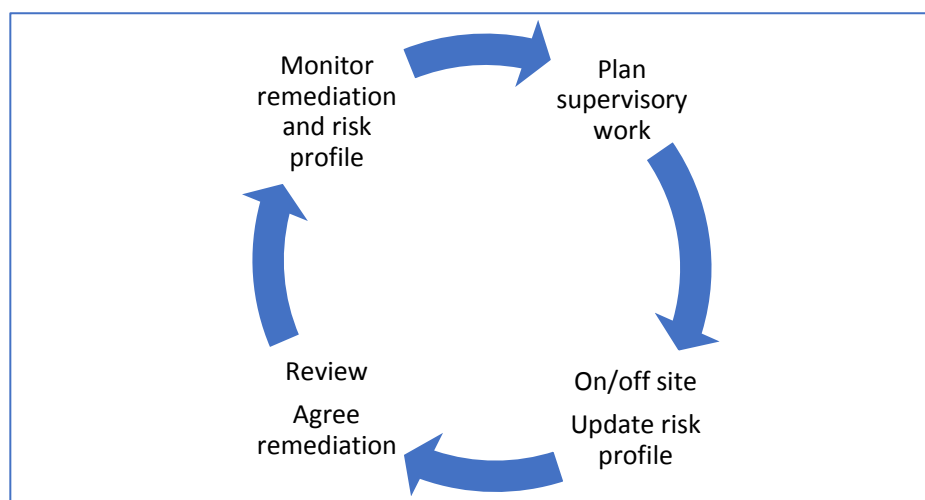 Monitor
remediation
and risk
profile
Plan
supervisory
work
On/off site
Update risk
profile
Review
Agree
remediation